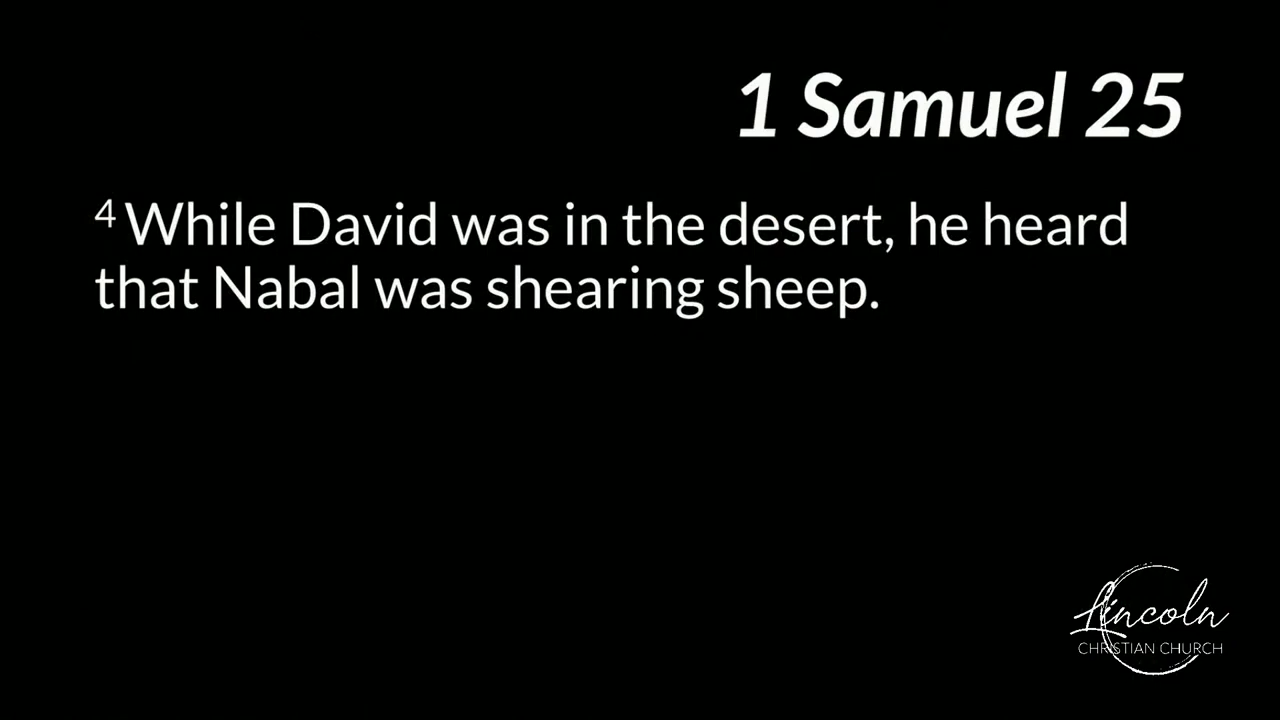 1 Samuel 25
4 While David was in the desert, he heard
that Nabal was shearing sheep.
Lincoln
CHRISTIAN CHURCH